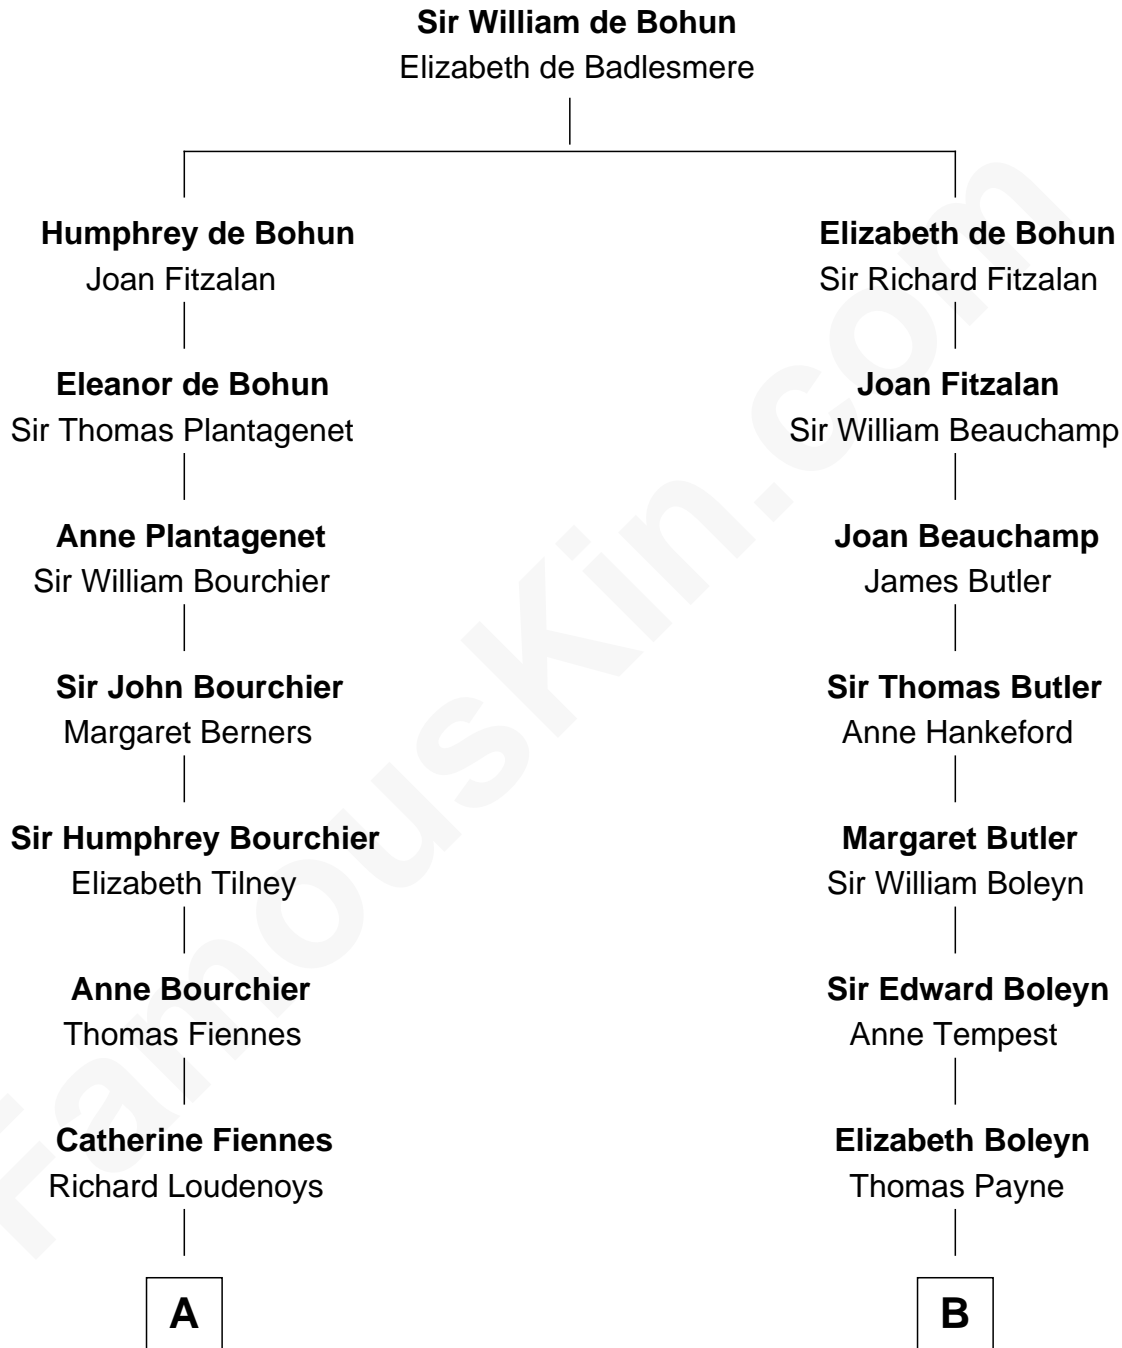 Sir William de Bohun
Elizabeth de Badlesmere
Humphrey de Bohun
Joan Fitzalan
Elizabeth de Bohun
Sir Richard Fitzalan
Eleanor de Bohun
Sir Thomas Plantagenet
Joan Fitzalan
Sir William Beauchamp
Anne Plantagenet
Sir William Bourchier
Joan Beauchamp
James Butler
Sir John Bourchier
Margaret Berners
Sir Thomas Butler
Anne Hankeford
Sir Humphrey Bourchier
Elizabeth Tilney
Margaret Butler
Sir William Boleyn
Anne Bourchier
Thomas Fiennes
Sir Edward Boleyn
Anne Tempest
Catherine Fiennes
Richard Loudenoys
Elizabeth Boleyn
Thomas Payne
A
B
FamousKin.com